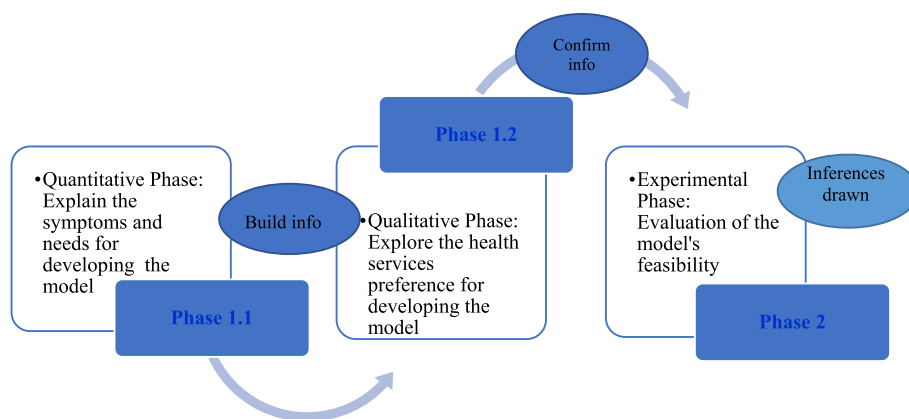 •Quantitative Phase:
Explain the
symptoms and
needs for
developing the
model
Phase 1.1
Build info
Phase 1.2
•Qualitative Phase:
Explore the health
services
preference for
developing the
model
Confirm
info
•Experimental
Phase:
Evaluation of the
model's
feasibility
Inferences
drawn
Phase 2